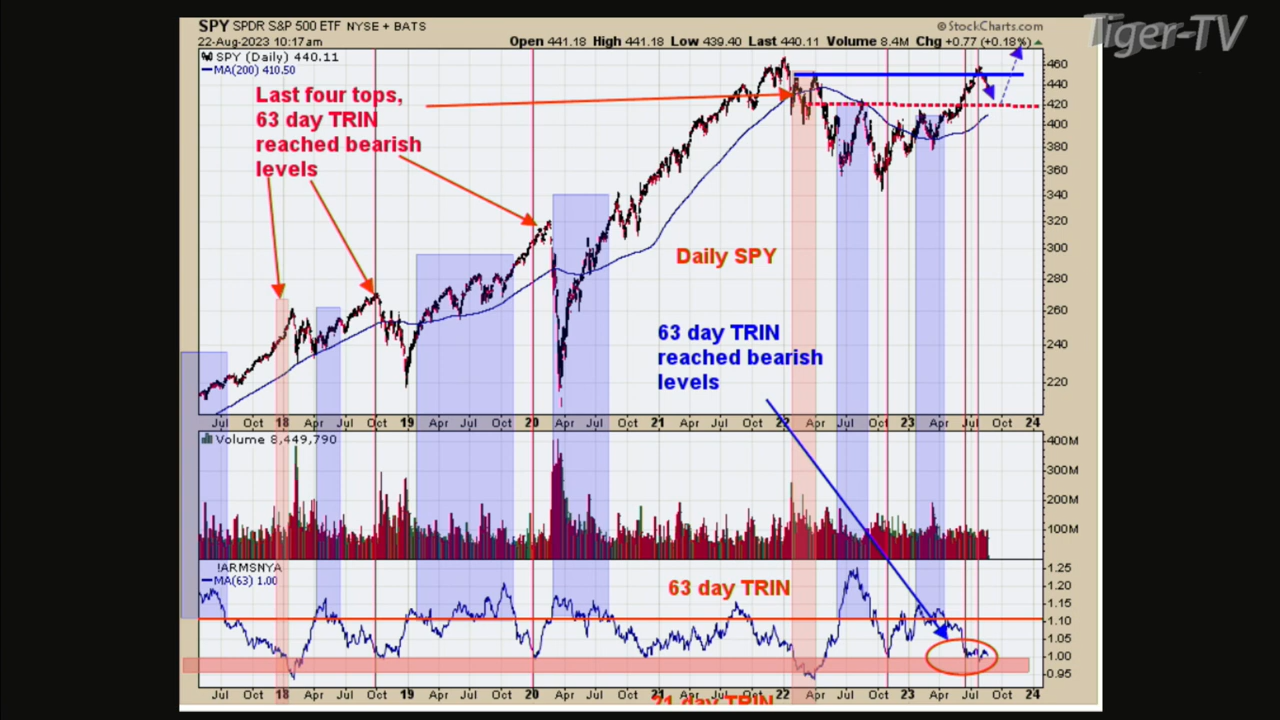 Tiger-TV
SPY SPDR S&P 500 ETF NYSE + BATS
© StockCharts.com
22-Aug-2023 10:17am
Open 441.18 High 441.18 Low 439.40 Last 440.11 Volume 8.4M Chg +0.77 (+0.18%)
SPY (Daily) 440.11
MA(200) 410.50
Last four tops,
63 day TRIN
reached bearish
levels
460
440
420
400
380
360
340
320
300
280
260
240
220
Daily SPY
63 day TRIN
reached bearish
levels
Jul Oct 18 Apr Jul Oct 19 Apr Jul Oct 20 Apr Jul Oct 21 Apr Jul Oct 22 Apr Jul Oct 23 Apr Jul Oct 24
Volume 8,449,790
400M
300M
200M
100M
!ARMSNYA
MA(63) 1.00
63 day TRIN
1.25
1.20
1.15
1.10
1.05
1.00
0.95
Jul Oct 18 Apr Jul Oct 19 Apr Jul Oct 20 Apr Jul Oct 21 Apr Jul Oct 22 Apr Jul Oct 23 Apr Jul Oct 24
21 day TRIN